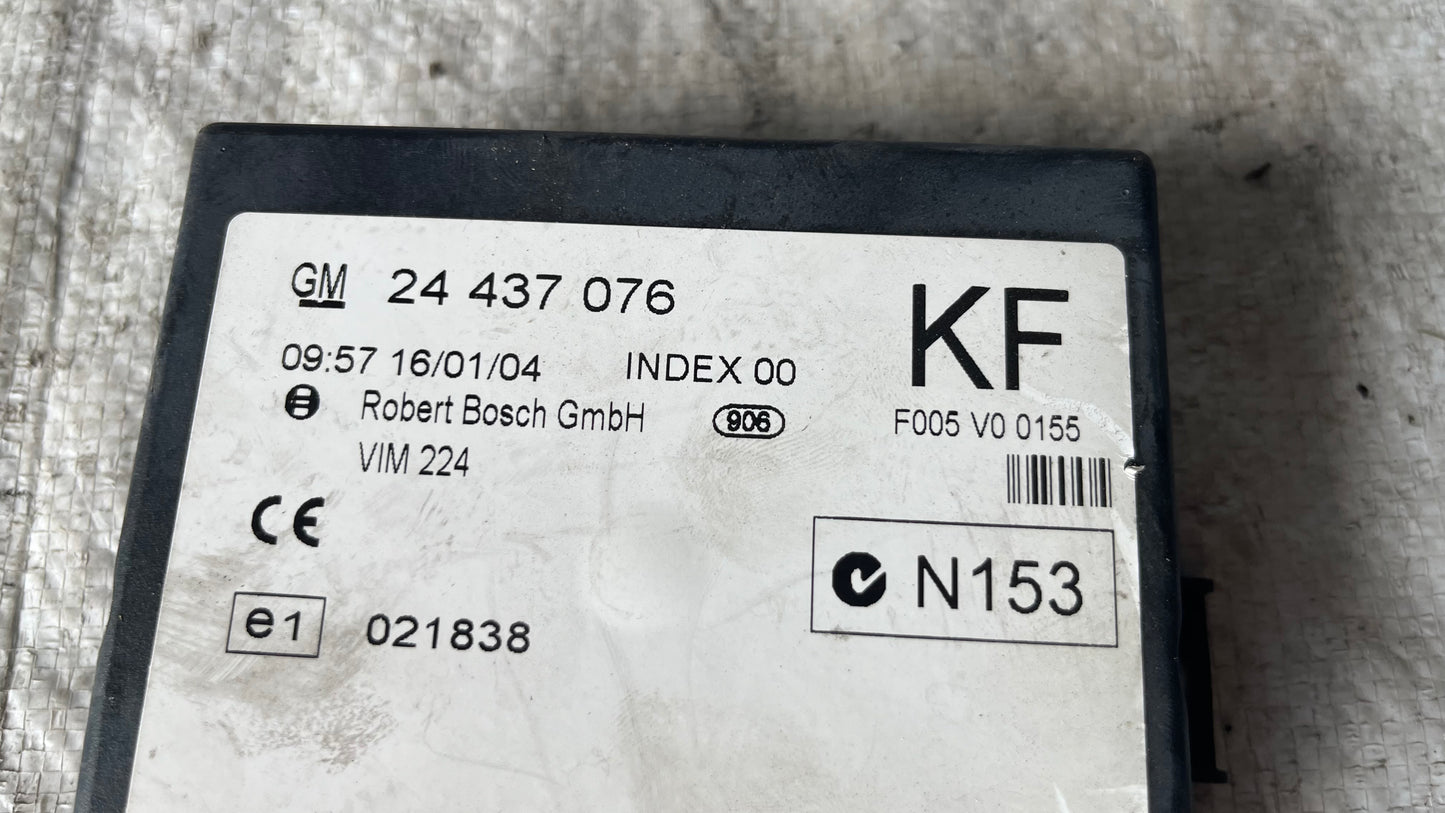 GM 24 437 076
KF
09:57 16/01/04 INDEX 00
Robert Bosch GmbH 906
F005 V0 0155
VIM 224
CE
N153
e1 021838